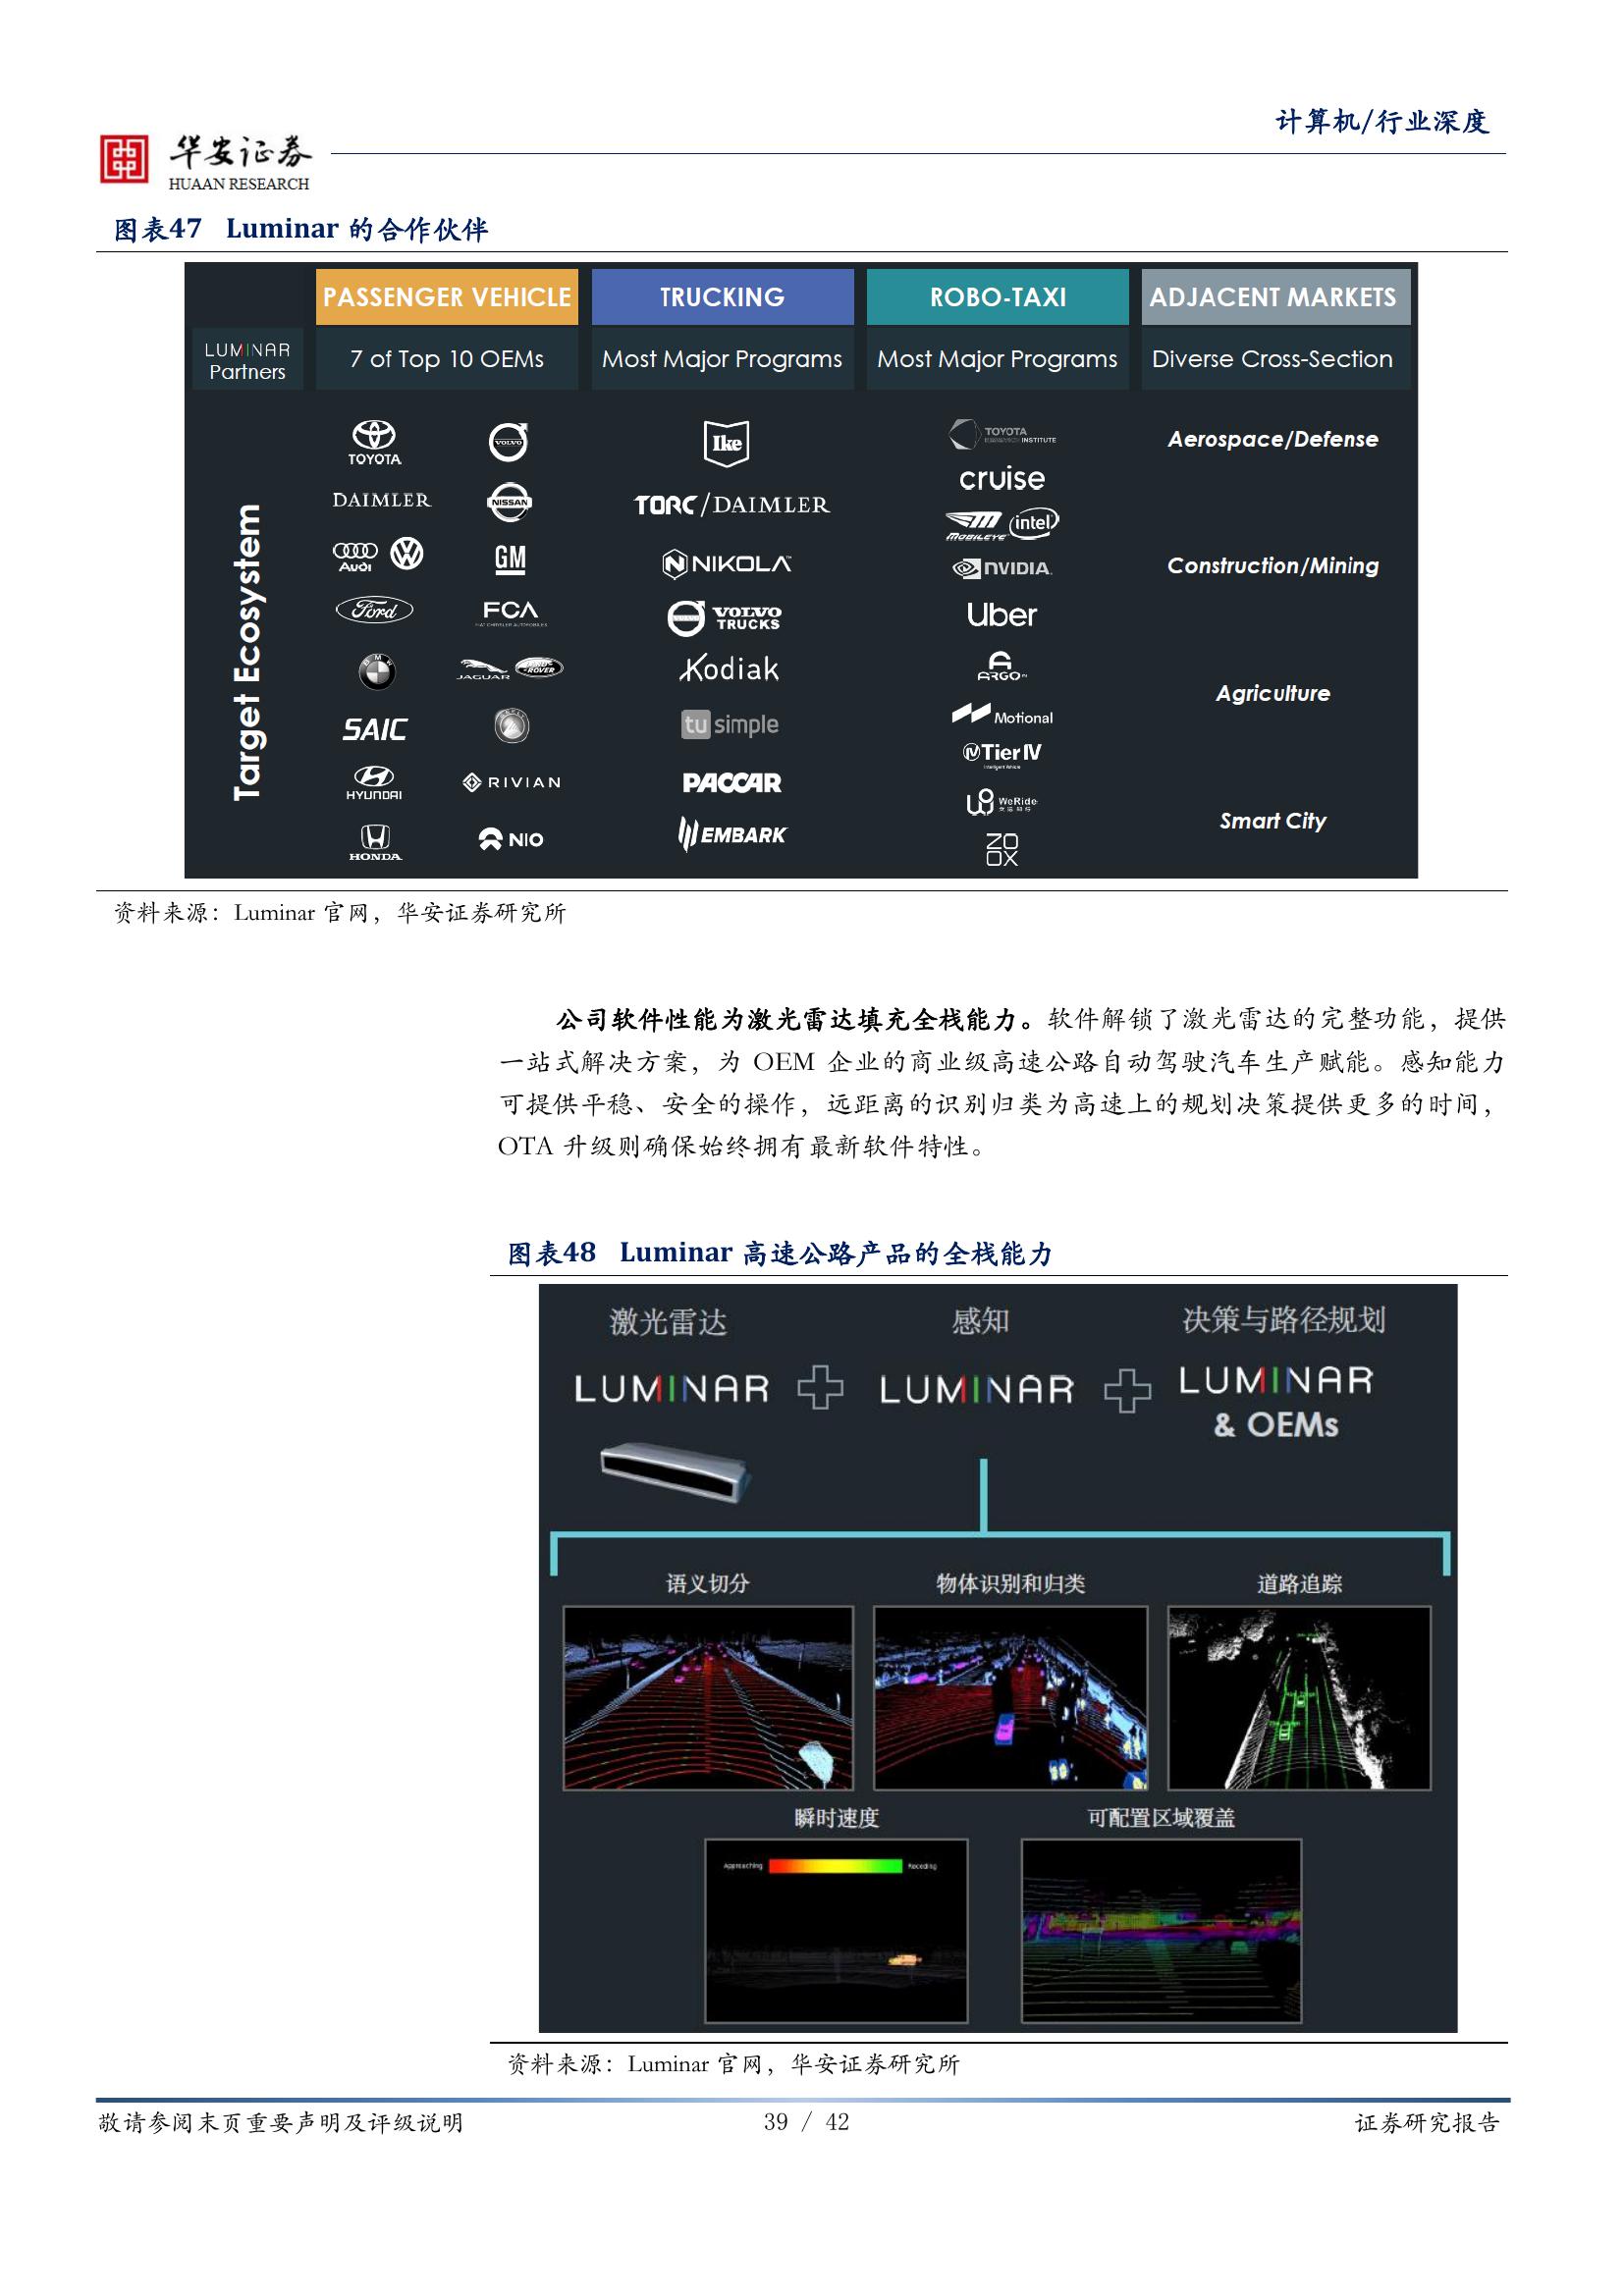 计算机/行业深度
华安证券
HUAAN RESEARCH
图表47 Luminar 的合作伙伴
PASSENGER VEHICLE TRUCKING ROBO-TAXI ADJACENT MARKETS
LUMINAR Partners 7 of Top 10 OEMs Most Major Programs Most Major Programs Diverse Cross-Section
Target Ecosystem
TOYOTA VOLVO
DAIMLER NISSAN
Audi GM
Ford FCA
FIAT CHRYSLER AUTOMOBILES
BMW JAGUAR LAND ROVER
SAIC
HYUNDAI RIVIAN
HONDA NIO
Ike
TORC/DAIMLER
NIKOLA
VOLVO TRUCKS
Kodiak
tu simple
PACCAR
EMBARK
TOYOTA RESEARCH INSTITUTE
cruise
MOBILEYE intel
NVIDIA
Uber
ARGO AI
Motional
Tier IV
WeRide
ZOOX
Aerospace/Defense
Construction/Mining
Agriculture
Smart City
资料来源：Luminar 官网，华安证券研究所
公司软件性能为激光雷达填充全栈能力。软件解锁了激光雷达的完整功能，提供
一站式解决方案，为 OEM 企业的商业级高速公路自动驾驶汽车生产赋能。感知能力
可提供平稳、安全的操作，远距离的识别归类为高速上的规划决策提供更多的时间，
OTA 升级则确保始终拥有最新软件特性。
图表48 Luminar 高速公路产品的全栈能力
激光雷达 感知 决策与路径规划
LUMINAR LUMINAR LUMINAR
& OEMs
语义切分 物体识别和归类 道路追踪
瞬时速度 可配置区域覆盖
Approaching Receding
资料来源：Luminar 官网，华安证券研究所
敬请参阅末页重要声明及评级说明 39 / 42 证券研究报告